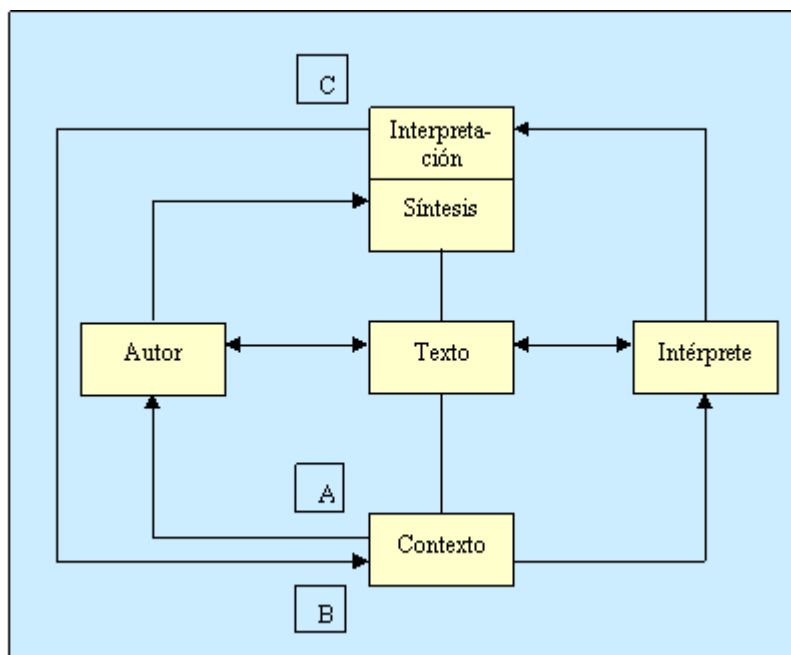 C
Interpreta-
ción
Síntesis
Autor
Texto
Intérprete
A
Contexto
B